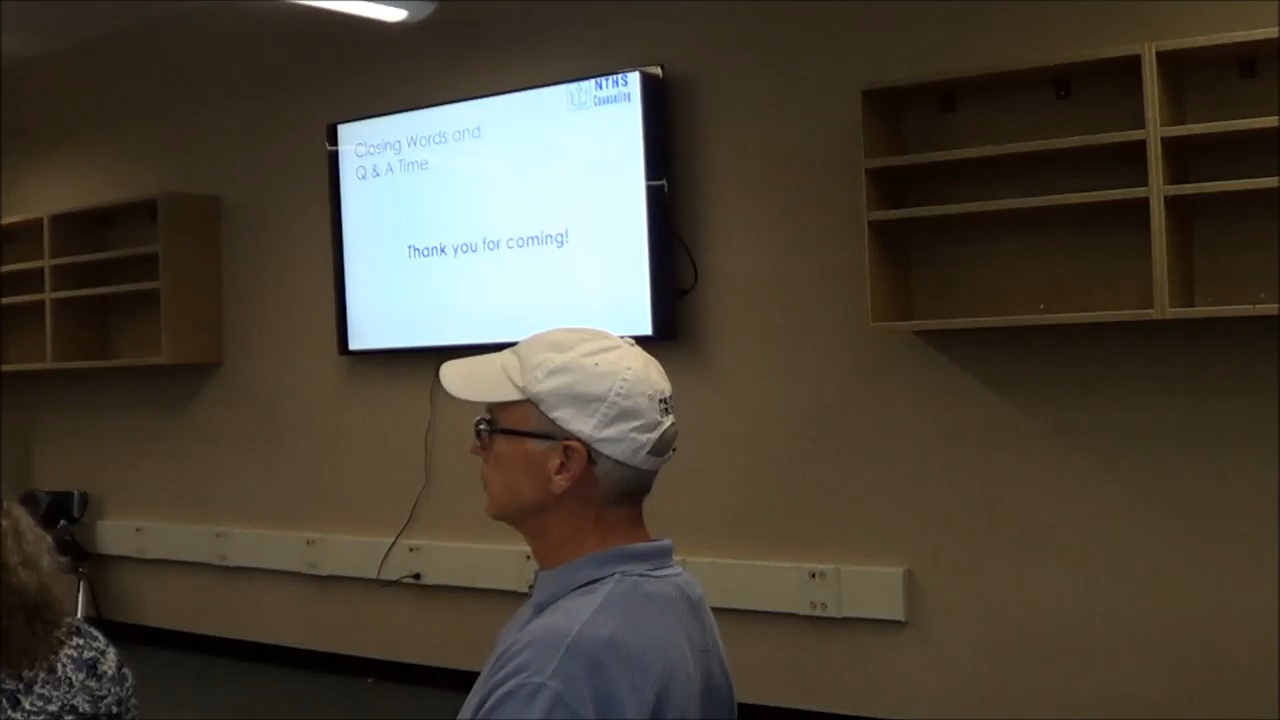 NTHS
Counseling
Closing Words and
Q & A Time
Thank you for coming!